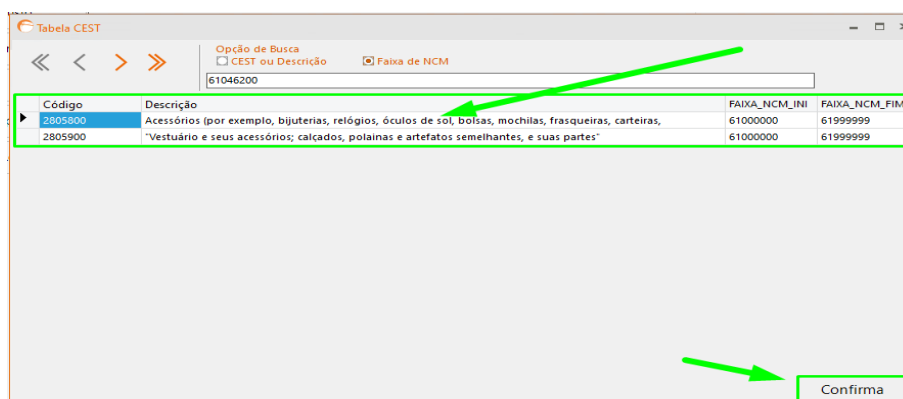 Tabela CEST
Opção de Busca
CEST ou Descrição Faixa de NCM
61046200
Código Descrição FAIXA_NCM_INI FAIXA_NCM_FIM
2805800 Acessórios (por exemplo, bijuterias, relógios, óculos de sol, bolsas, mochilas, frasqueiras, carteiras, 61000000 61999999
2805900 "Vestuário e seus acessórios; calçados, polainas e artefatos semelhantes, e suas partes" 61000000 61999999
Confirma